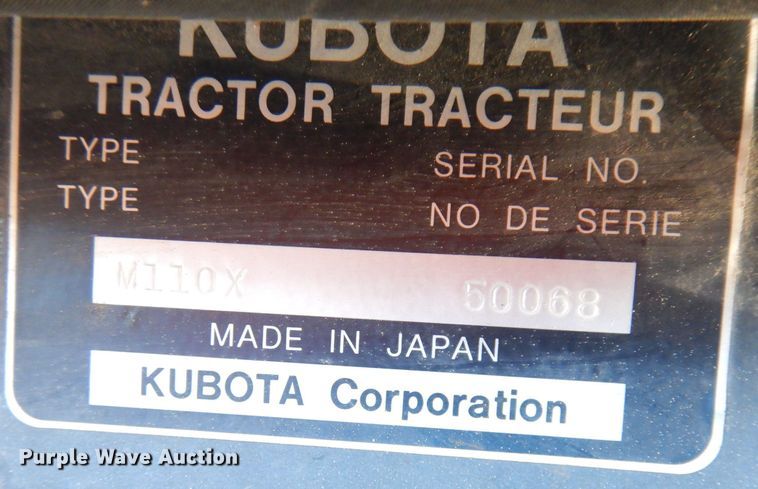 KUBOTA
TRACTOR TRACTEUR
TYPE SERIAL NO.
TYPE NO DE SERIE
M110X 50068
MADE IN JAPAN
KUBOTA Corporation
Purple Wave Auction